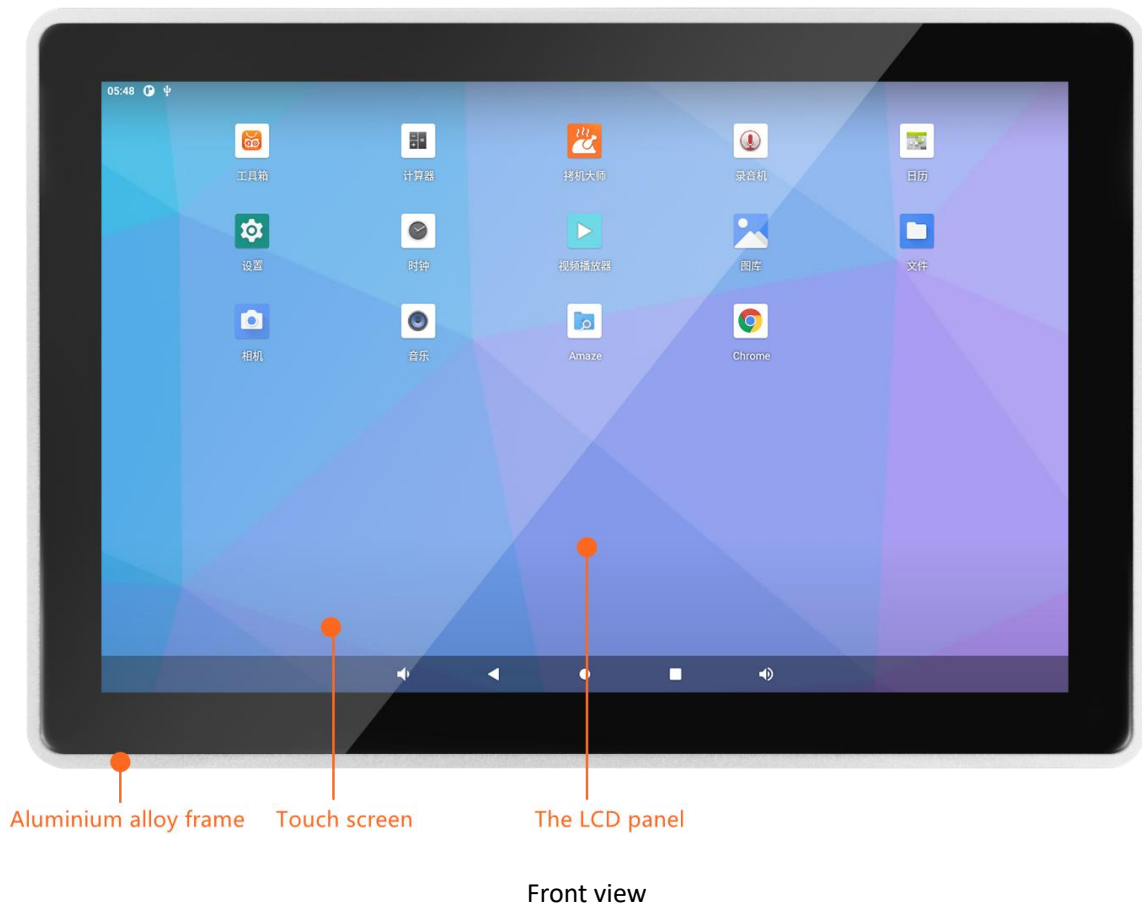 05:48
工具箱 计算器 拷机大师 录音机 日历
设置 时钟 视频播放器 图库 文件
相机 音乐 Amaze Chrome
Aluminium alloy frame Touch screen The LCD panel
Front view